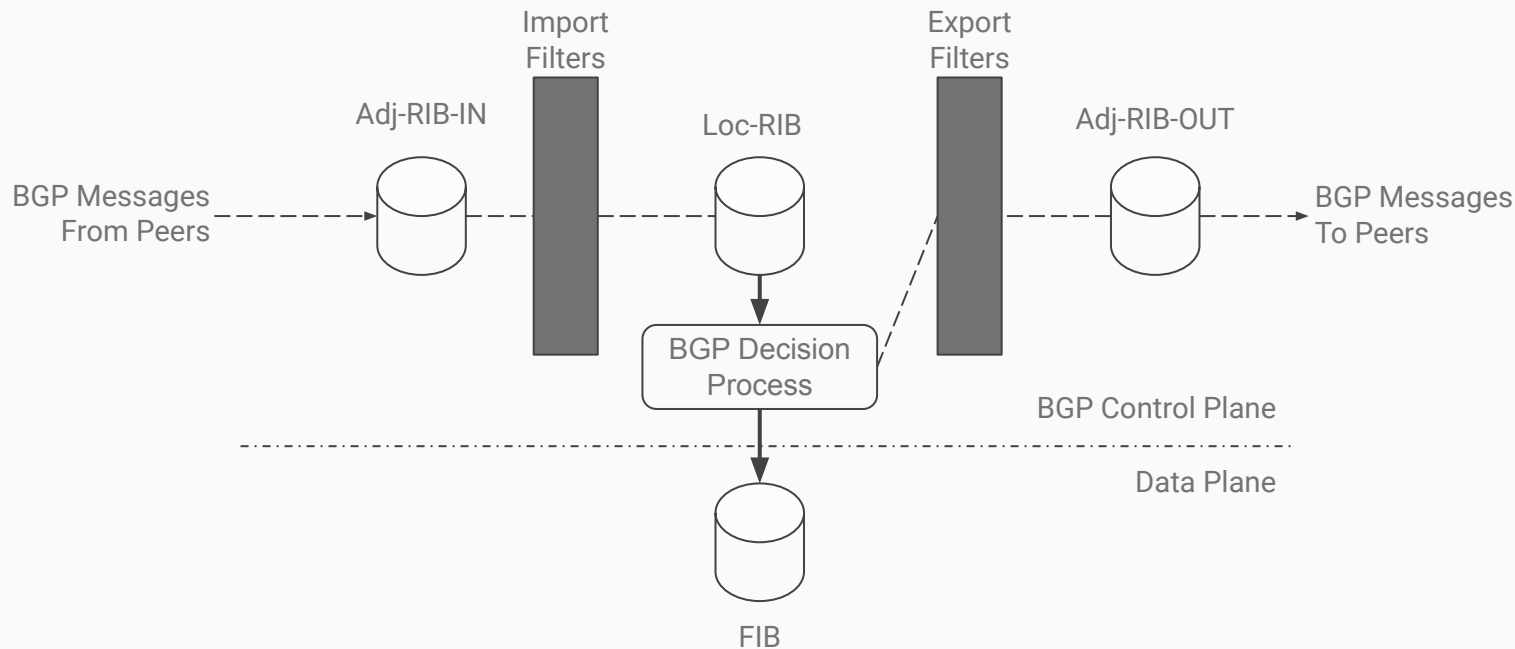 Import
Filters
Export
Filters
Adj-RIB-IN
Loc-RIB
Adj-RIB-OUT
BGP Messages
From Peers
BGP Messages
To Peers
BGP Decision
Process
BGP Control Plane
Data Plane
FIB